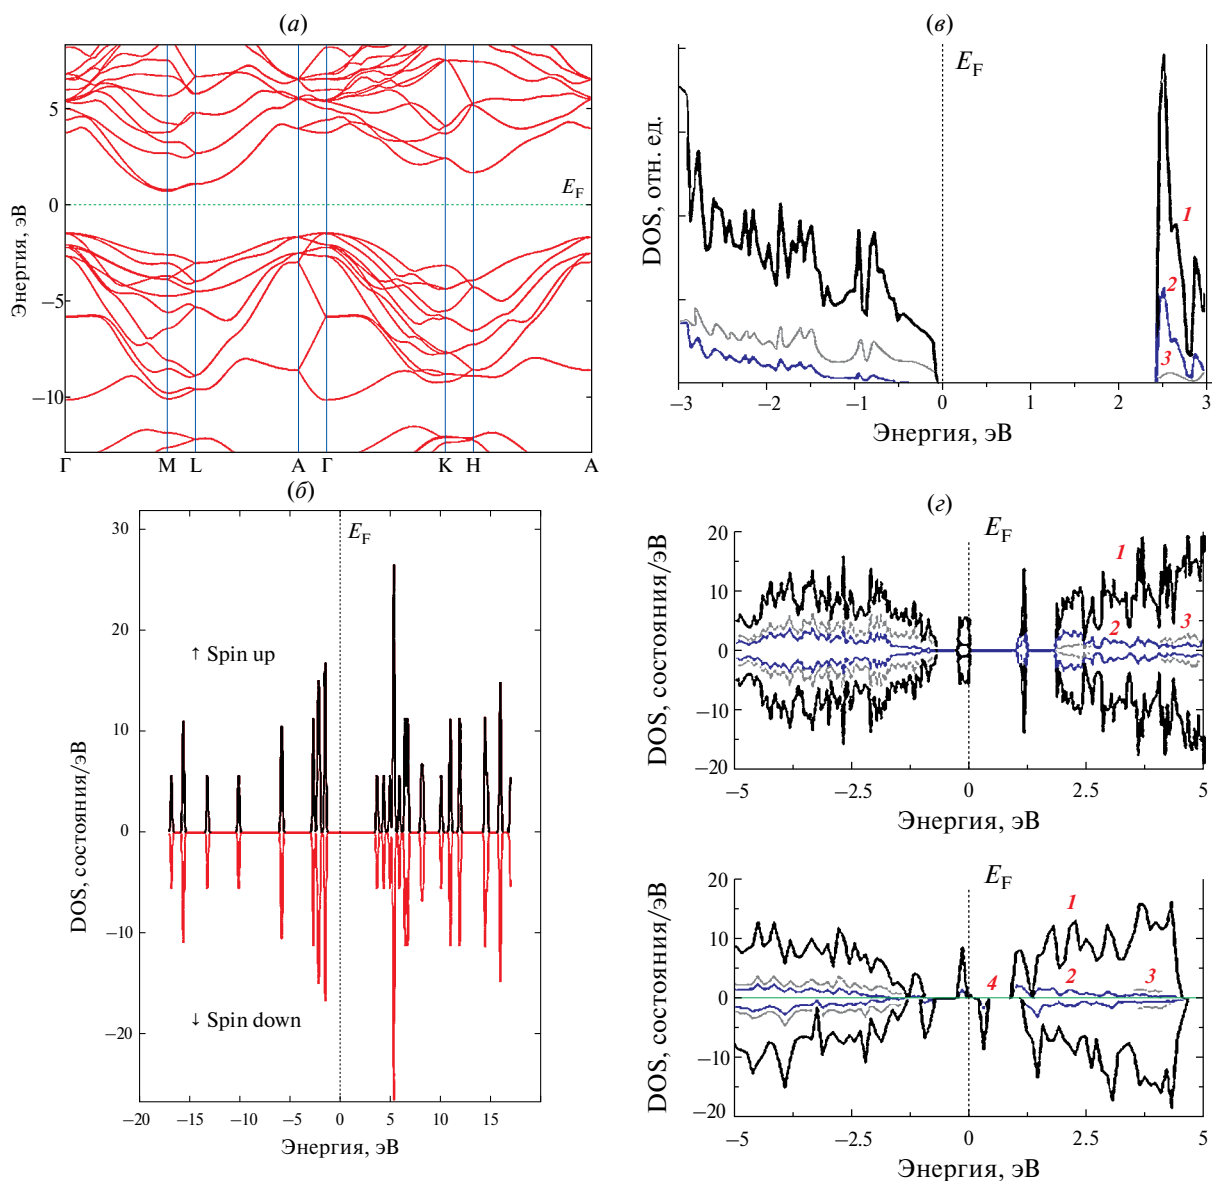 (а)
Энергия, эВ
5
0
−5
−10
E_F
Γ M L A Γ K H A
(б)
DOS, состояния/эВ
30
20
10
0
−10
−20
E_F
↑ Spin up
↓ Spin down
−20 −15 −10 −5 0 5 10 15
Энергия, эВ
(в)
DOS, отн. ед.
E_F
1
2
3
−3 −2 −1 0 1 2 3
Энергия, эВ
(г)
DOS, состояния/эВ
20
10
0
−10
−20
E_F
1
2
3
−5 −2.5 0 2.5 5
Энергия, эВ
DOS, состояния/эВ
20
10
0
−10
−20
E_F
1
4
2
3
−5 −2.5 0 2.5 5
Энергия, эВ